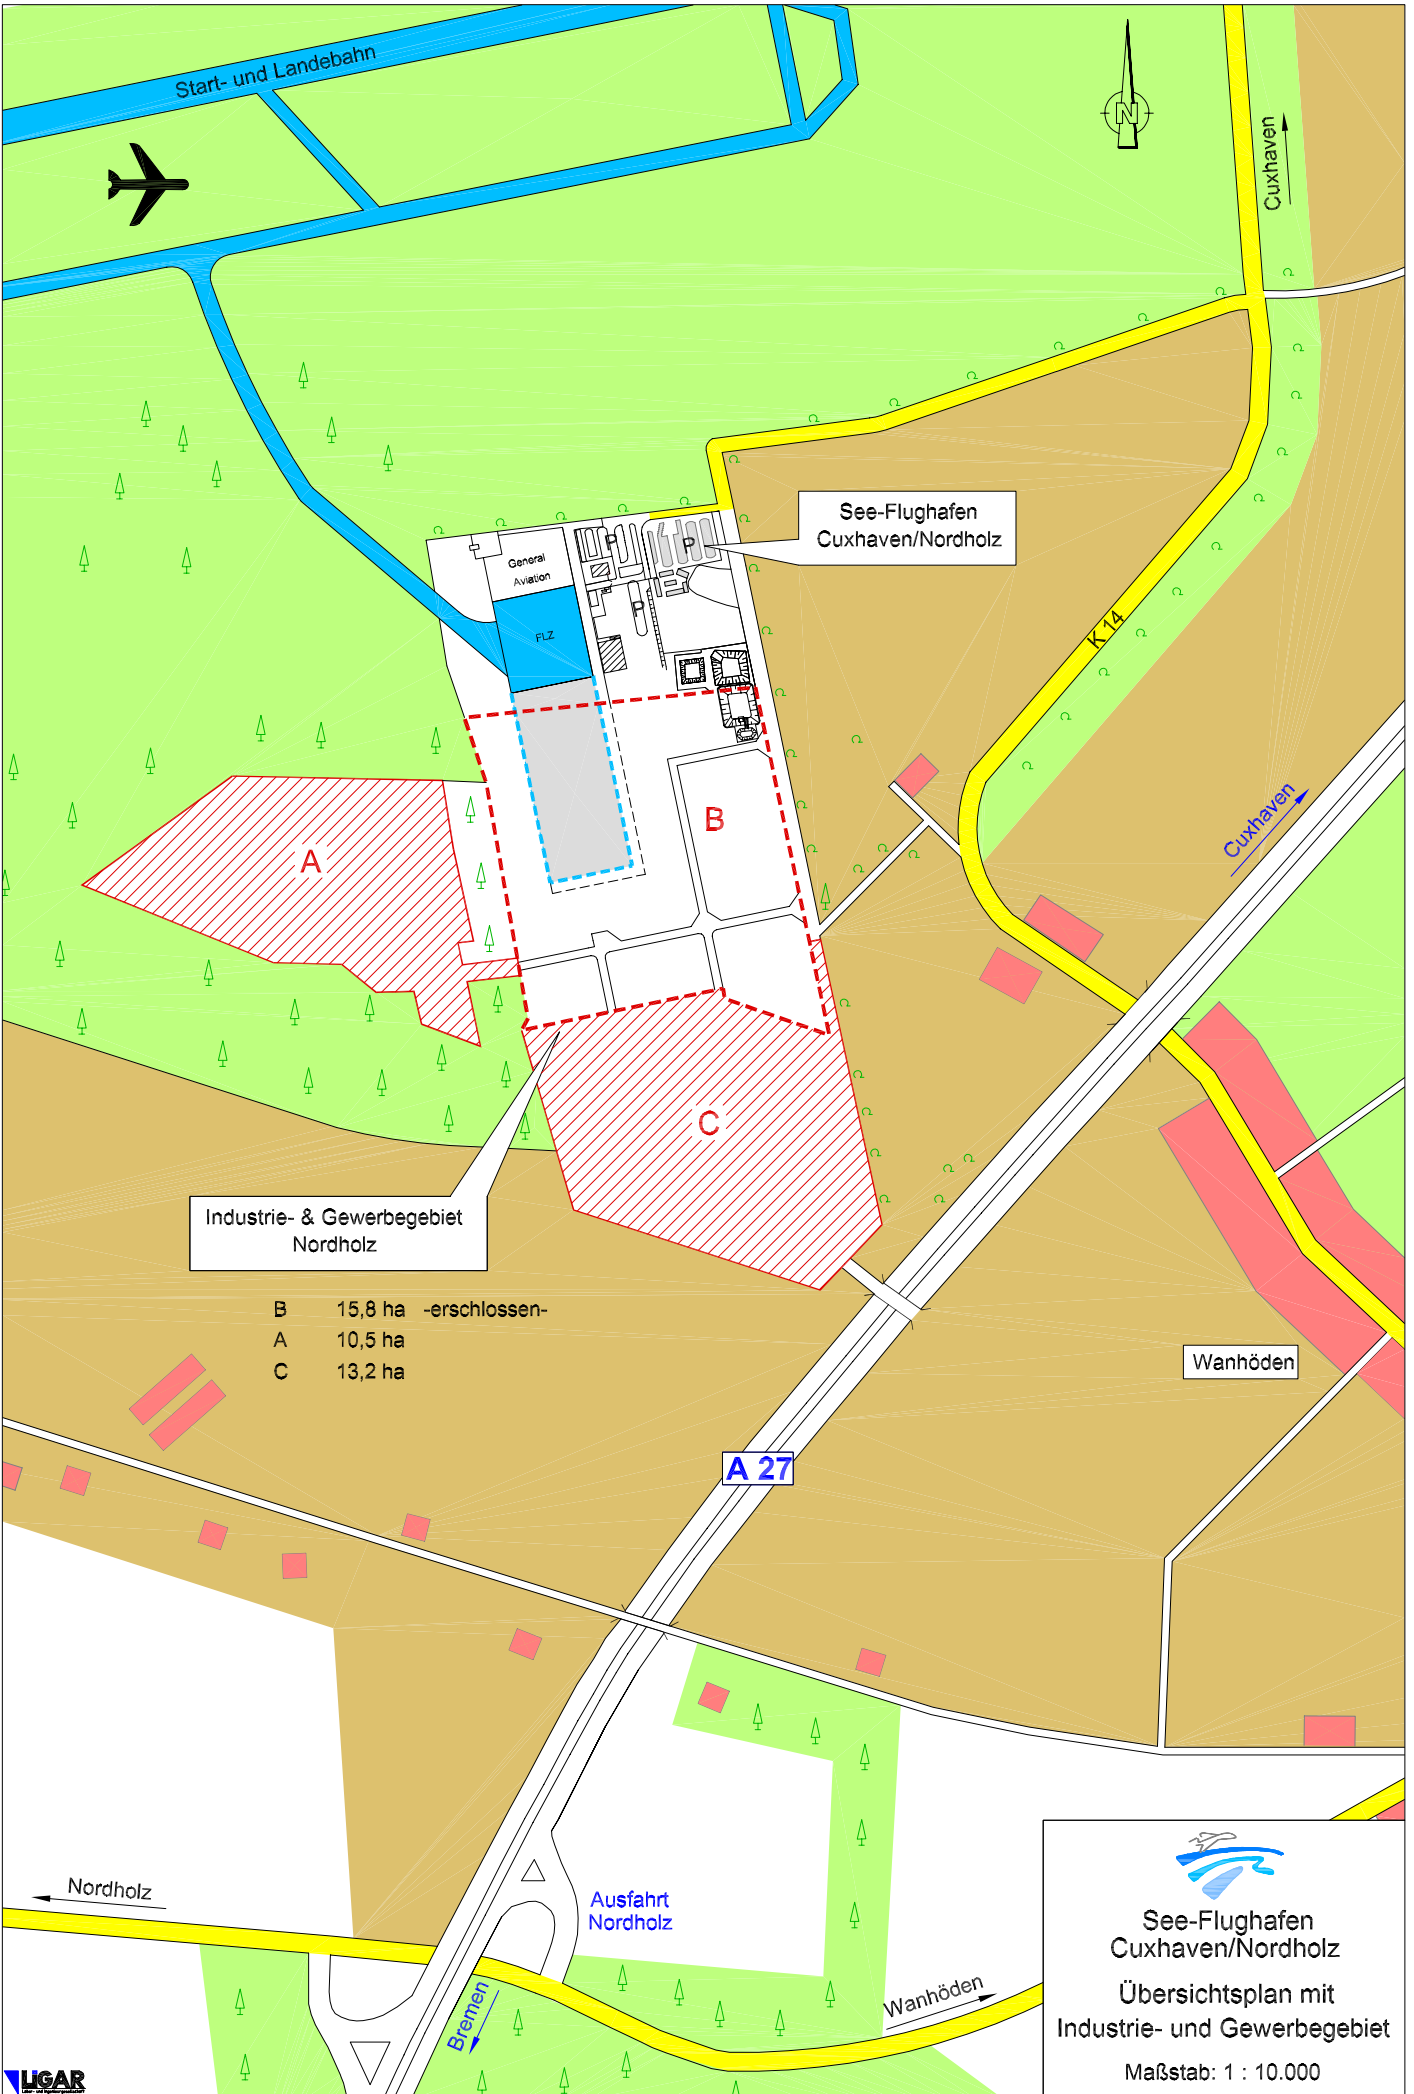 Start- und Landebahn
N
Cuxhaven
See-Flughafen
Cuxhaven/Nordholz
General
Aviation
P
P
P
FLZ
K 14
B
A
Cuxhaven
C
Industrie- & Gewerbegebiet
Nordholz
B 15,8 ha -erschlossen-
A 10,5 ha
C 13,2 ha
Wanhöden
A 27
Nordholz
Ausfahrt
Nordholz
Bremen
Wanhöden
See-Flughafen
Cuxhaven/Nordholz
Übersichtsplan mit
Industrie- und Gewerbegebiet
Maßstab: 1 : 10.000
LiGAR